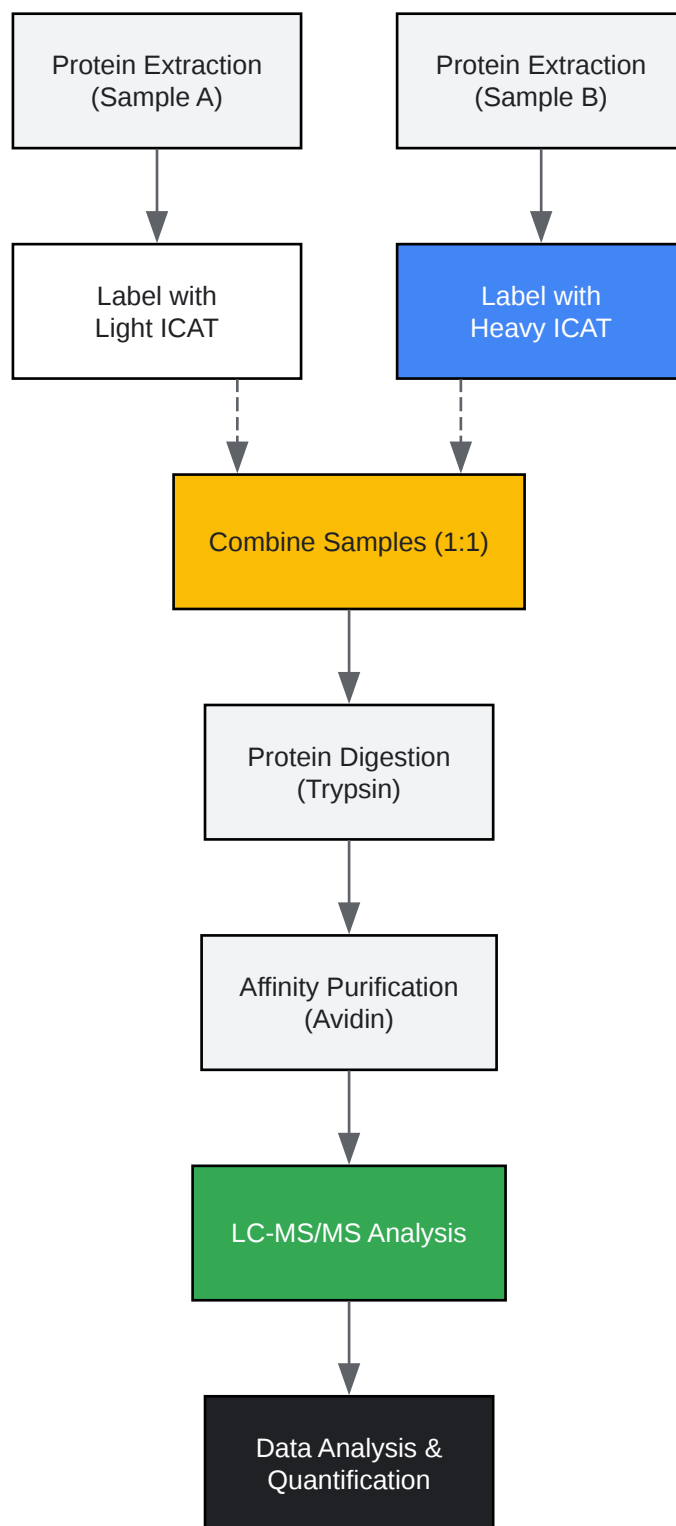 Protein Extraction
(Sample A)
Protein Extraction
(Sample B)
Label with
Light ICAT
Label with
Heavy ICAT
Combine Samples (1:1)
Protein Digestion
(Trypsin)
Affinity Purification
(Avidin)
LC-MS/MS Analysis
Data Analysis &
Quantification